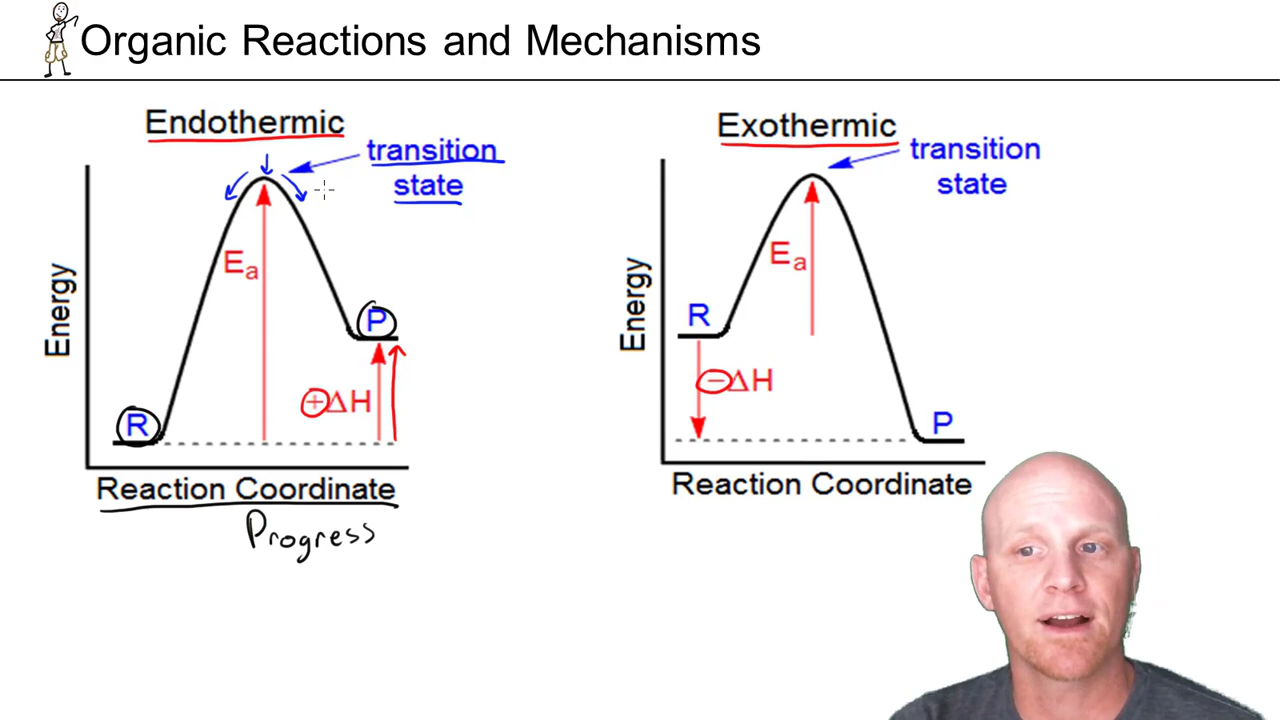 Organic Reactions and Mechanisms
Endothermic
transition
state
Ea
Energy
R
P
+ΔH
Reaction Coordinate
Progress
Exothermic
transition
state
Ea
Energy
R
−ΔH
P
Reaction Coordinate